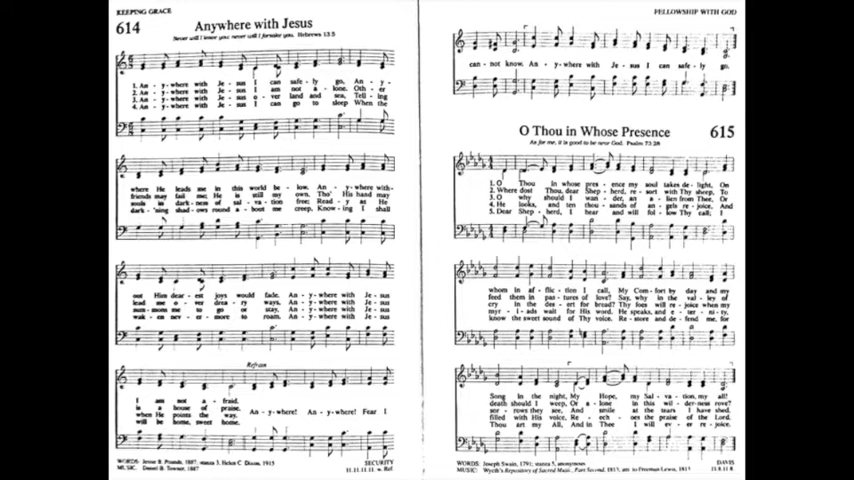 KEEPING GRACE
614
Anywhere with Jesus
Never will I leave you; never will I forsake you. Hebrews 13:5
1. An - y - where with Je - sus I can safe - ly go, An - y -
2. An - y - where with Je - sus I am not a - lone. Oth - er
3. An - y - where with Je - sus o - ver land and sea, Tell - ing
4. An - y - where with Je - sus I can go to sleep When the
where He leads me in this world be - low. An - y - where with -
friends may fail me; He is still my own. Tho' His hand may
souls in dark - ness of sal - va - tion free; Read - y as He
dark - 'ning shad - ows round a - bout me creep, Know - ing I shall
out Him dear - est joys would fade. An - y - where with Je - sus
lead me o - ver drear - y ways, An - y - where with Je - sus
sum - mons me to go or stay, An - y - where with Je - sus
wak - en nev - er - more to roam. An - y - where with Je - sus
Refrain
I am not a - fraid.
is a house of praise.
when He points the way.
will be home, sweet home.
An - y - where! An - y - where! Fear I
WORDS: Jessie B. Pounds, 1887, stanza 3, Helen C. Dixon, 1915
MUSIC: Daniel B. Towner, 1887
SECURITY
11.11.11.11. w. Ref.
FELLOWSHIP WITH GOD
can - not know. An - y - where with Je - sus I can safe - ly go.
O Thou in Whose Presence
615
As for me, it is good to be near God. Psalm 73:28
1. O Thou in whose pres - ence my soul takes de - light, On
2. Where dost Thou, dear Shep - herd, re - sort with Thy sheep, To
3. O why should I wan - der, an a - lien from Thee, Or
4. He looks, and ten thou - sands of an - gels re - joice, And
5. Dear Shep - herd, I hear and will fol - low Thy call; I
whom in af - flic - tion I call, My Com - fort by day and my
feed them in pas - tures of love? Say, why in the val - ley of
cry in the des - ert for bread? Thy foes will re - joice when my
myr - i - ads wait for His word. He speaks, and e - ter - ni - ty,
know the sweet sound of Thy voice. Re - store and de - fend me, for
Song in the night, My Hope, my Sal - va - tion, my all!
death should I weep, Or a - lone in this wil - der - ness rove?
sor - rows they see, And smile at the tears I have shed.
filled with His voice, Re - ech - oes the praise of the Lord.
Thou art my All, And in Thee I will ev - er re - joice.
WORDS: Joseph Swain, 1791; stanza 5, anonymous
MUSIC: Wyeth's Repository of Sacred Music, Part Second, 1813; arr. to Freeman Lewis, 1813
DAVIS
11.8.11.8.